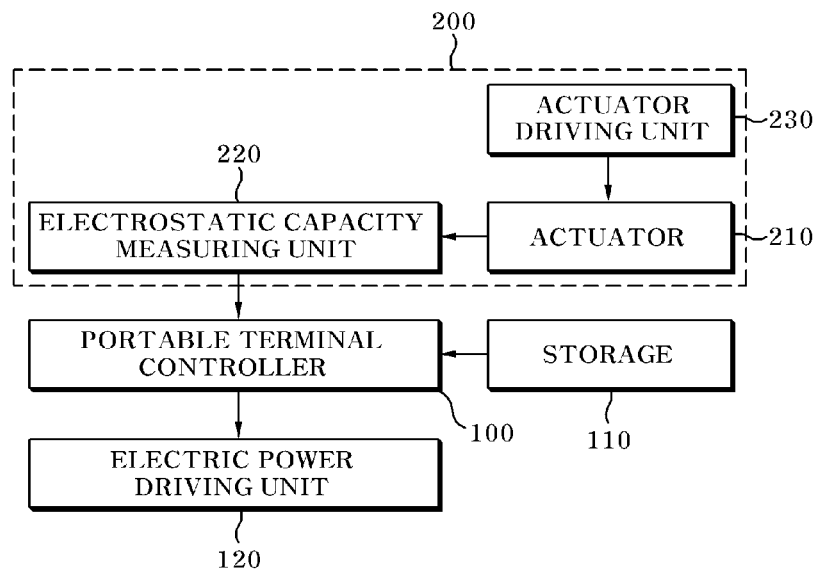 200
ACTUATOR
DRIVING UNIT
230
220
ELECTROSTATIC CAPACITY
MEASURING UNIT
ACTUATOR
210
PORTABLE TERMINAL
CONTROLLER
STORAGE
100
110
ELECTRIC POWER
DRIVING UNIT
120